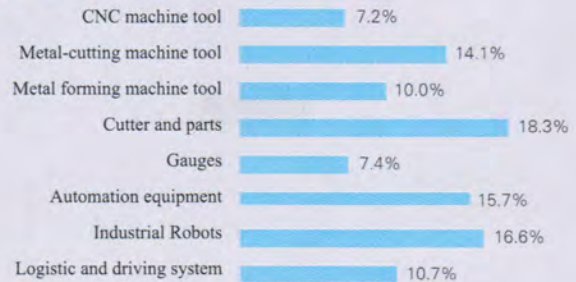 CNC machine tool 7.2%
Metal-cutting machine tool 14.1%
Metal forming machine tool 10.0%
Cutter and parts 18.3%
Gauges 7.4%
Automation equipment 15.7%
Industrial Robots 16.6%
Logistic and driving system 10.7%